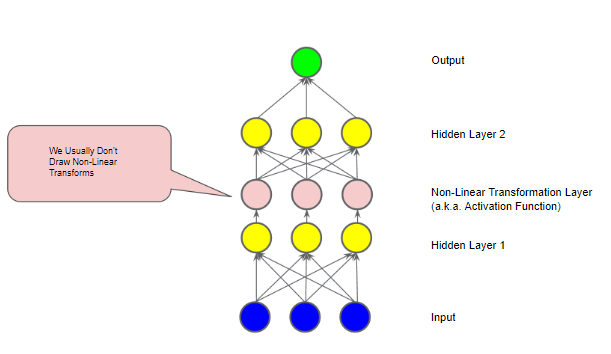 Output
Hidden Layer 2
We Usually Don't
Draw Non-Linear
Transforms
Non-Linear Transformation Layer
(a.k.a. Activation Function)
Hidden Layer 1
Input